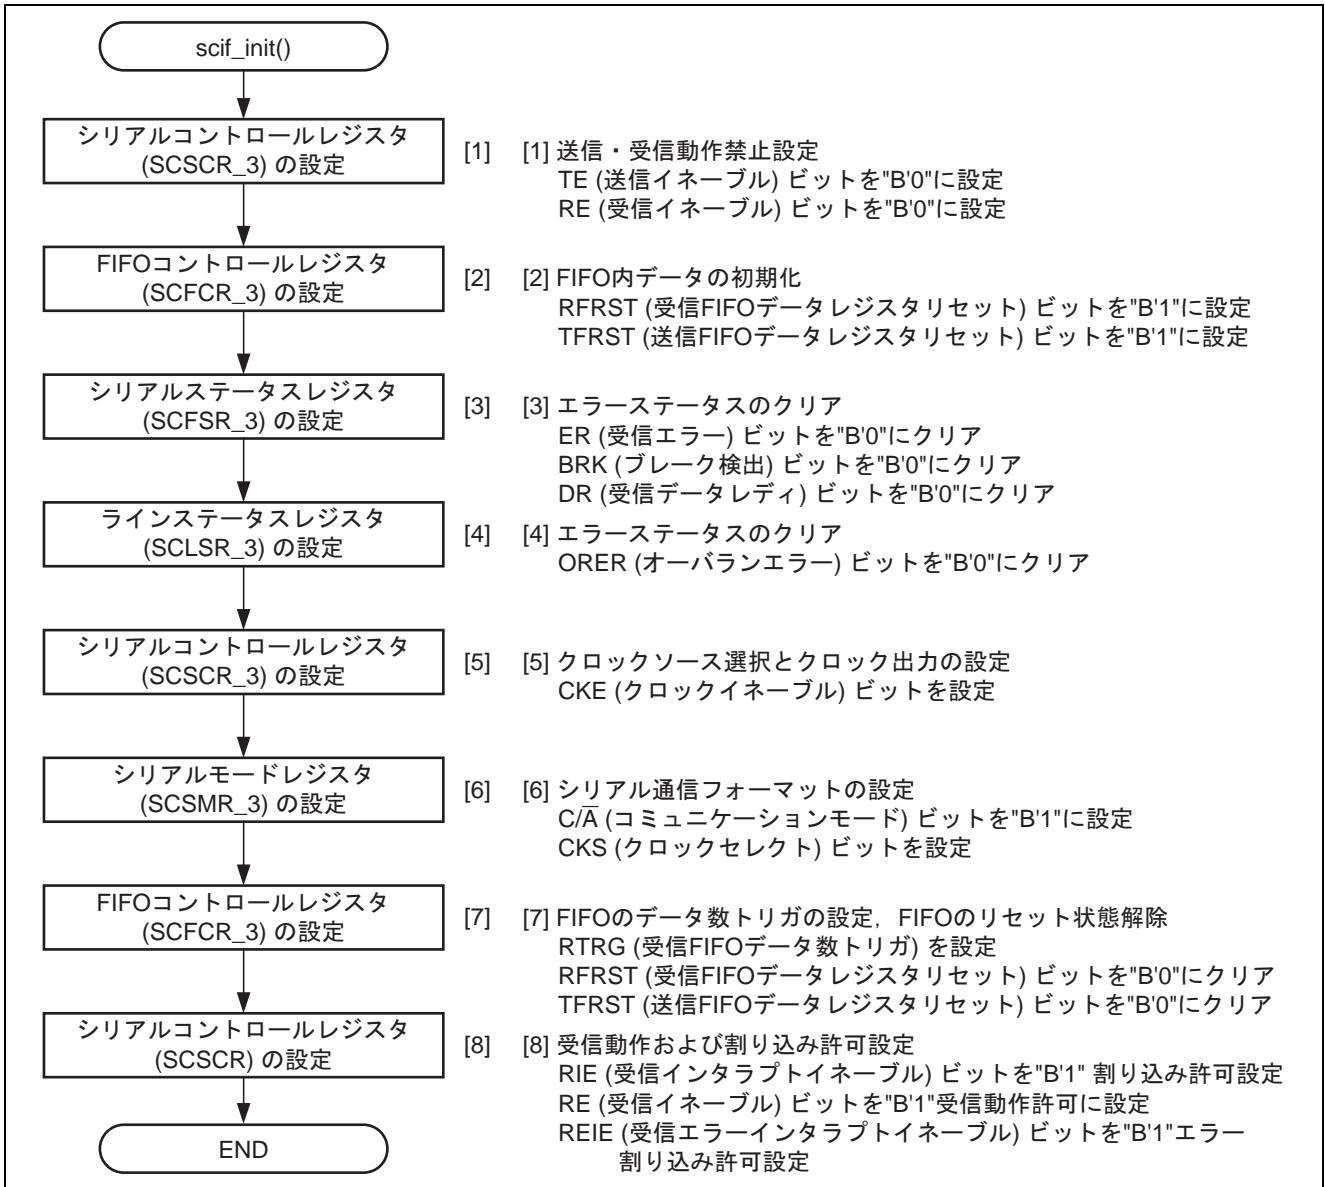 scif_init()
シリアルコントロールレジスタ
(SCSCR_3) の設定
[1]
[1] 送信・受信動作禁止設定
TE (送信イネーブル) ビットを"B'0"に設定
RE (受信イネーブル) ビットを"B'0"に設定
FIFOコントロールレジスタ
(SCFCR_3) の設定
[2]
[2] FIFO内データの初期化
RFRST (受信FIFOデータレジスタリセット) ビットを"B'1"に設定
TFRST (送信FIFOデータレジスタリセット) ビットを"B'1"に設定
シリアルステータスレジスタ
(SCFSR_3) の設定
[3]
[3] エラーステータスのクリア
ER (受信エラー) ビットを"B'0"にクリア
BRK (ブレーク検出) ビットを"B'0"にクリア
DR (受信データレディ) ビットを"B'0"にクリア
ラインステータスレジスタ
(SCLSR_3) の設定
[4]
[4] エラーステータスのクリア
ORER (オーバランエラー) ビットを"B'0"にクリア
シリアルコントロールレジスタ
(SCSCR_3) の設定
[5]
[5] クロックソース選択とクロック出力の設定
CKE (クロックイネーブル) ビットを設定
シリアルモードレジスタ
(SCSMR_3) の設定
[6]
[6] シリアル通信フォーマットの設定
C/A̅ (コミュニケーションモード) ビットを"B'1"に設定
CKS (クロックセレクト) ビットを設定
FIFOコントロールレジスタ
(SCFCR_3) の設定
[7]
[7] FIFOのデータ数トリガの設定，FIFOのリセット状態解除
RTRG (受信FIFOデータ数トリガ) を設定
RFRST (受信FIFOデータレジスタリセット) ビットを"B'0"にクリア
TFRST (送信FIFOデータレジスタリセット) ビットを"B'0"にクリア
シリアルコントロールレジスタ
(SCSCR) の設定
[8]
[8] 受信動作および割り込み許可設定
RIE (受信インタラプトイネーブル) ビットを"B'1" 割り込み許可設定
RE (受信イネーブル) ビットを"B'1"受信動作許可に設定
REIE (受信エラーインタラプトイネーブル) ビットを"B'1"エラー
割り込み許可設定
END